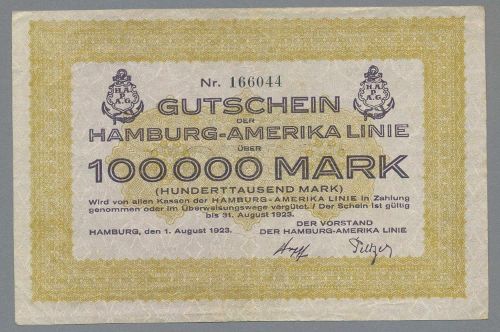 Nr. 166044
H.A.
P.
A.G.
H.A.
P.
A.G.
GUTSCHEIN
DER
HAMBURG-AMERIKA LINIE
ÜBER
100000 MARK
(HUNDERTTAUSEND MARK)
Wird von allen Kassen der HAMBURG-AMERIKA LINIE in Zahlung
genommen oder im Überweisungswege vergütet. / Der Schein ist gültig
bis 31. August 1923.
HAMBURG, den 1. August 1923.
DER VORSTAND
DER HAMBURG-AMERIKA LINIE
Peltzer